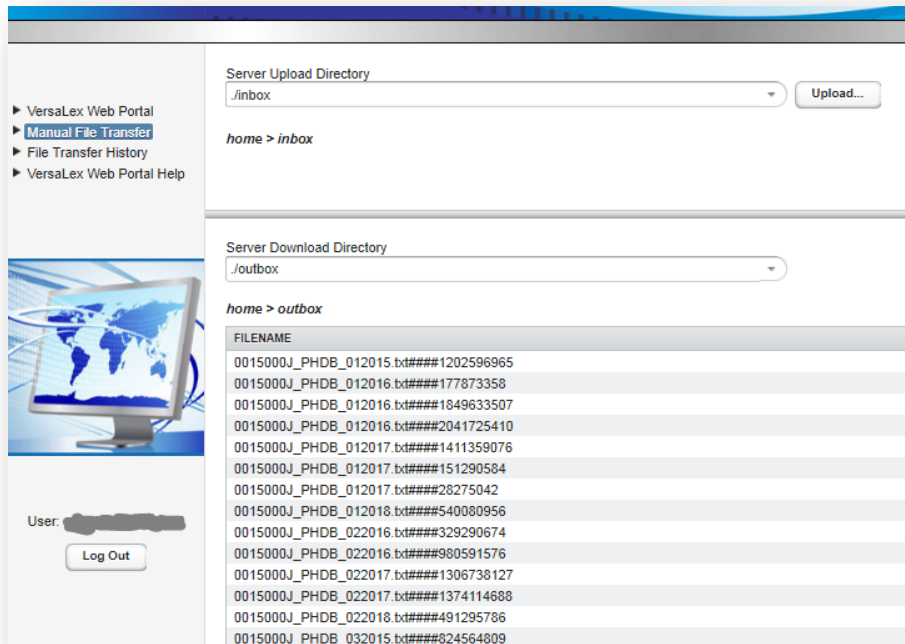 VersaLex Web Portal
Manual File Transfer
File Transfer History
VersaLex Web Portal Help
User:
Log Out
Server Upload Directory
./inbox
Upload...
home > inbox
Server Download Directory
./outbox
home > outbox
FILENAME
0015000J_PHDB_012015.txt####1202596965
0015000J_PHDB_012016.txt####177873358
0015000J_PHDB_012016.txt####1849633507
0015000J_PHDB_012016.txt####2041725410
0015000J_PHDB_012017.txt####1411359076
0015000J_PHDB_012017.txt####151290584
0015000J_PHDB_012017.txt####28275042
0015000J_PHDB_012018.txt####540080956
0015000J_PHDB_022016.txt####329290674
0015000J_PHDB_022016.txt####980591576
0015000J_PHDB_022017.txt####1306738127
0015000J_PHDB_022017.txt####1374114688
0015000J_PHDB_022018.txt####491295786
0015000J_PHDB_032015.txt####824564809